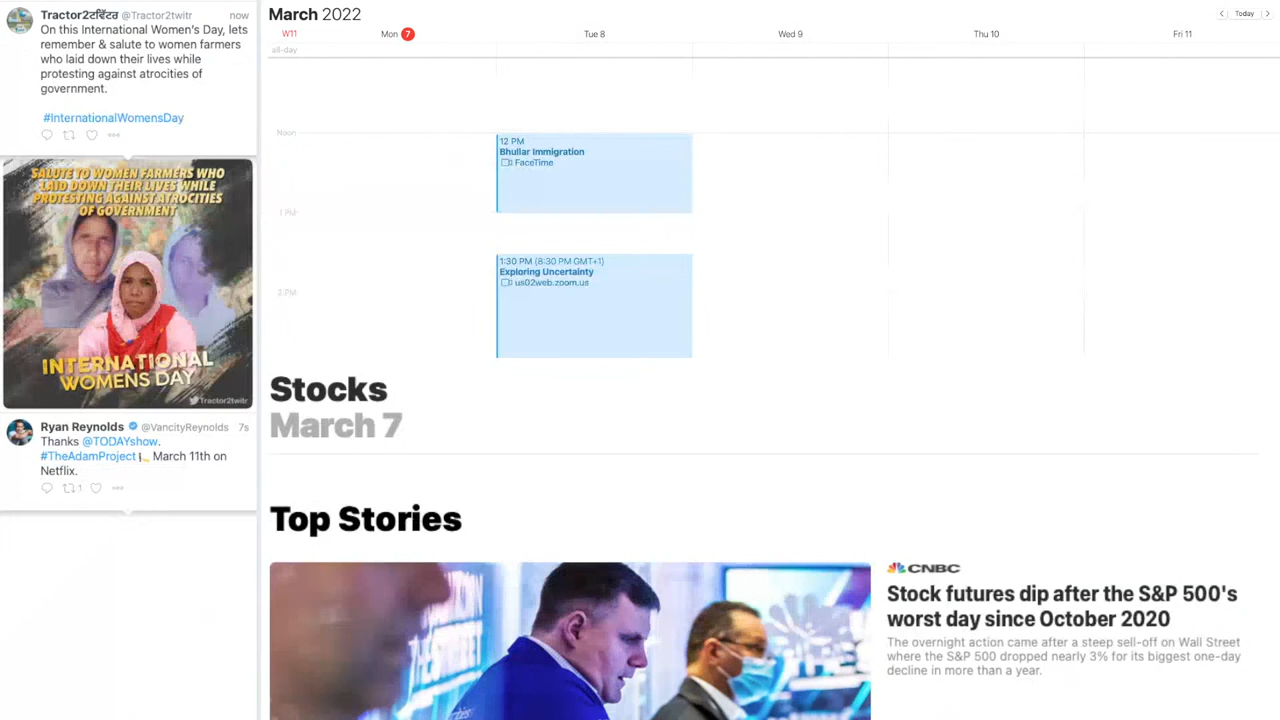 Tractor2ਟਵਿੱਟਰ @Tractor2twitr now
On this International Women's Day, lets
remember & salute to women farmers
who laid down their lives while
protesting against atrocities of
government.
#InternationalWomensDay
SALUTE TO WOMEN FARMERS WHO
LAID DOWN THEIR LIVES WHILE
PROTESTING AGAINST ATROCITIES
OF GOVERNMENT
INTERNATIONAL
WOMENS DAY
Tractor2twitr
Ryan Reynolds @VancityReynolds 7s
Thanks @TODAYshow.
#TheAdamProject March 11th on
Netflix.
1
March 2022
Today
W11 Mon 7 Tue 8 Wed 9 Thu 10 Fri 11
all-day
Noon
12 PM
Bhullar Immigration
FaceTime
1 PM
1:30 PM (8:30 PM GMT+1)
Exploring Uncertainty
us02web.zoom.us
2 PM
Stocks
March 7
Top Stories
CNBC
Stock futures dip after the S&P 500's
worst day since October 2020
The overnight action came after a steep sell-off on Wall Street
where the S&P 500 dropped nearly 3% for its biggest one-day
decline in more than a year.